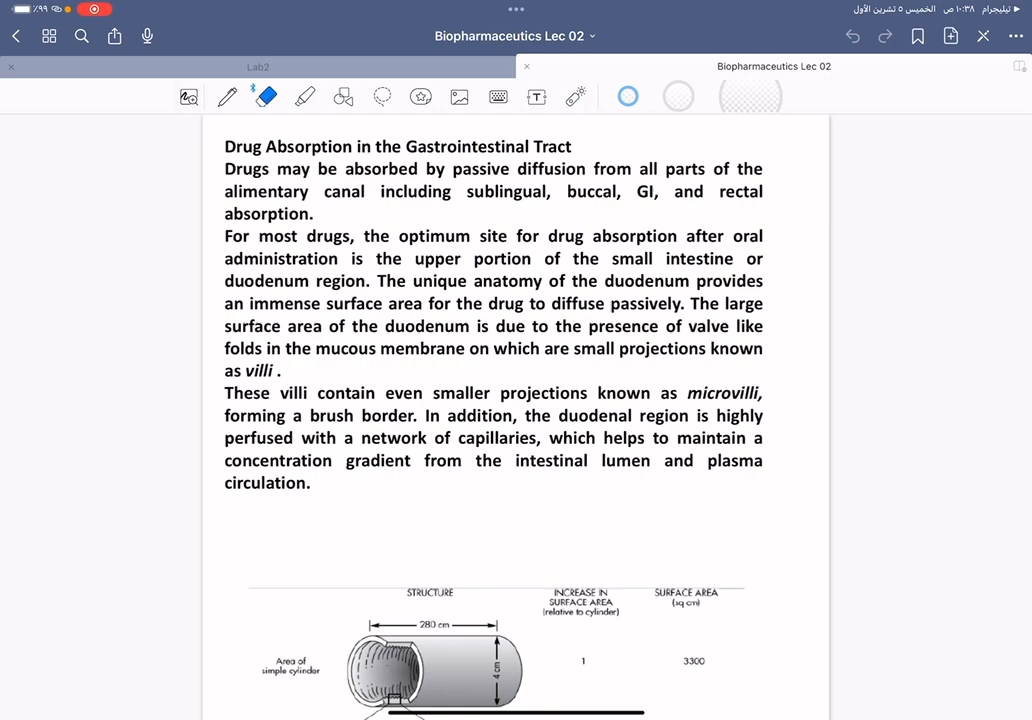 ٪٩٩ الخميس ٥ تشرين الأول ١٠:٣٨ ص تيليجرام
Biopharmaceutics Lec 02
Lab2
Biopharmaceutics Lec 02
Drug Absorption in the Gastrointestinal Tract
Drugs may be absorbed by passive diffusion from all parts of the
alimentary canal including sublingual, buccal, GI, and rectal
absorption.
For most drugs, the optimum site for drug absorption after oral
administration is the upper portion of the small intestine or
duodenum region. The unique anatomy of the duodenum provides
an immense surface area for the drug to diffuse passively. The large
surface area of the duodenum is due to the presence of valve like
folds in the mucous membrane on which are small projections known
as villi .
These villi contain even smaller projections known as microvilli,
forming a brush border. In addition, the duodenal region is highly
perfused with a network of capillaries, which helps to maintain a
concentration gradient from the intestinal lumen and plasma
circulation.
STRUCTURE
INCREASE IN
SURFACE AREA
(relative to cylinder)
SURFACE AREA
(sq cm)
280 cm
Area of
simple cylinder
4 cm
1
3300